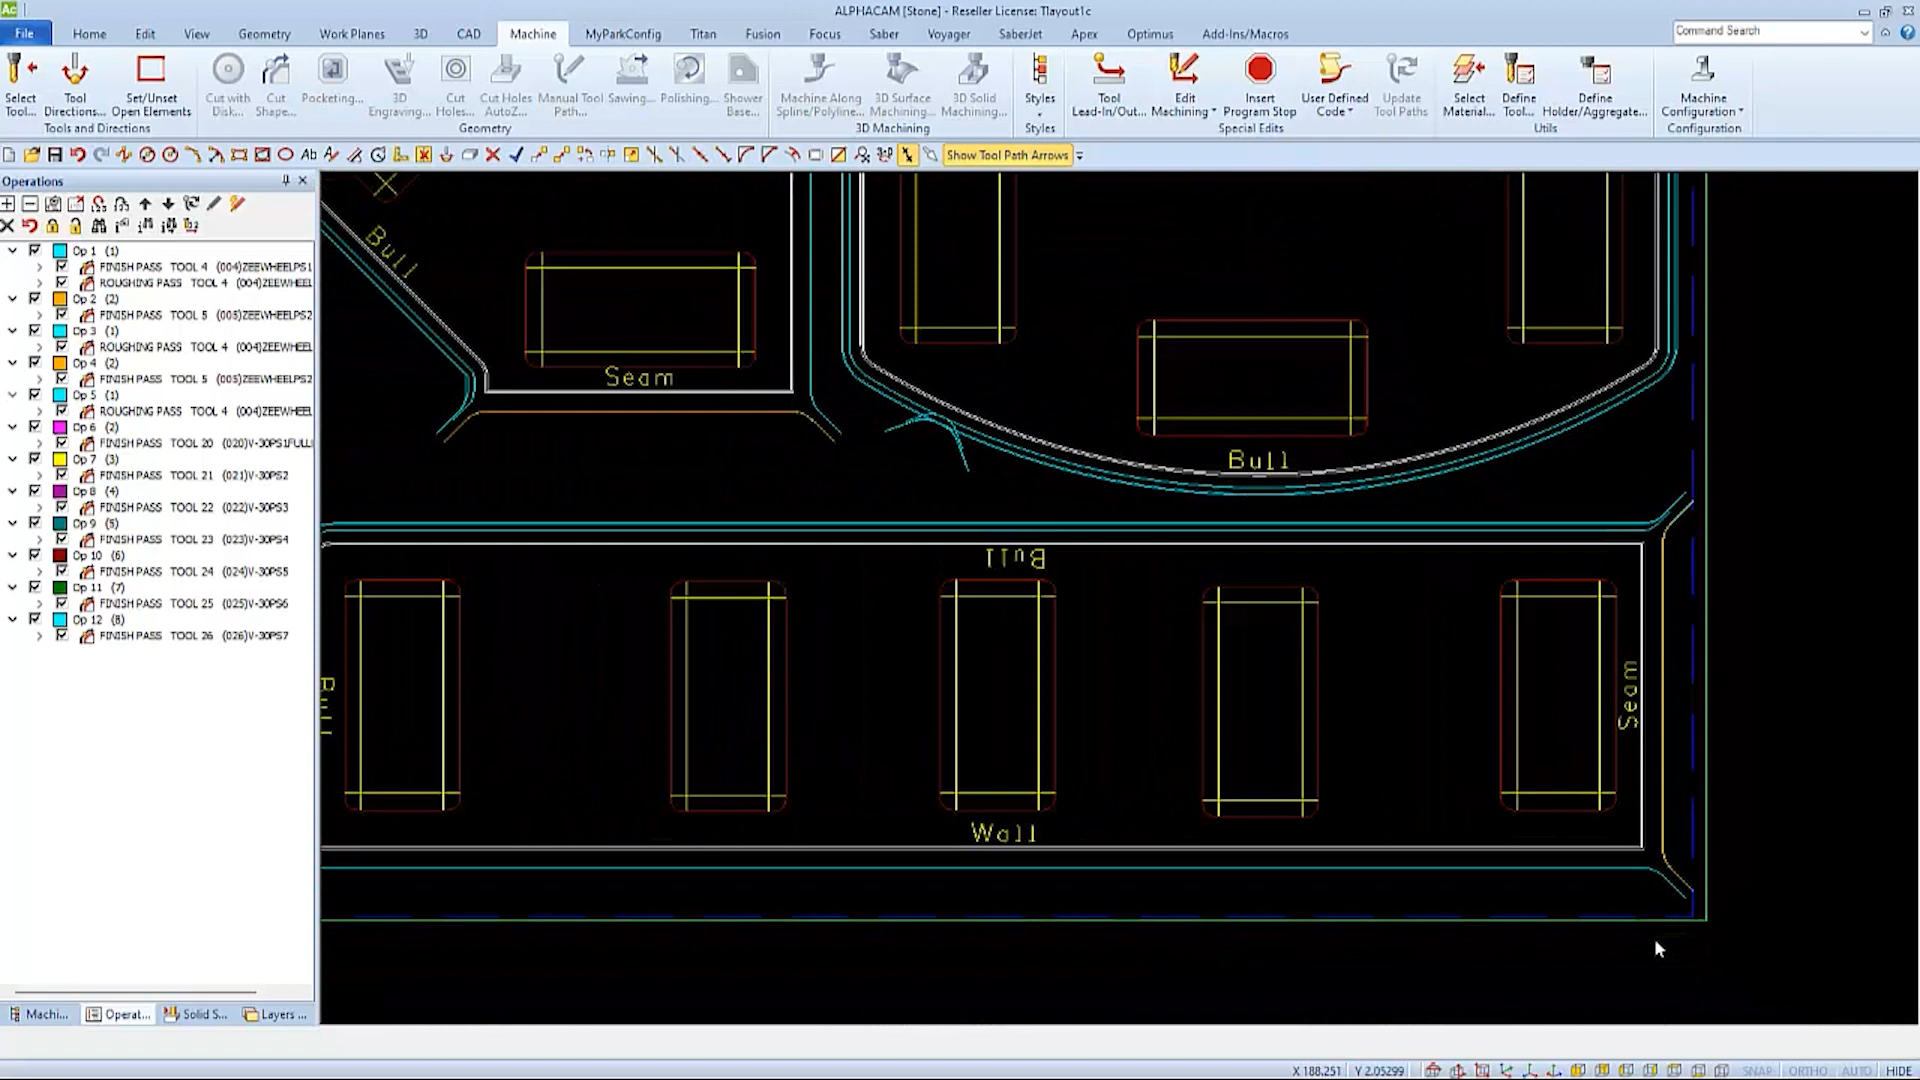 ALPHACAM [Stone] - Reseller License: Tlayout1c
File Home Edit View Geometry Work Planes 3D CAD Machine MyParkConfig Titan Fusion Focus Saber Voyager SaberJet Apex Optimus Add-Ins/Macros Command Search
Select Tool... Tool Directions... Set/Unset Open Elements Cut with Disk... Cut Shape... Pocketing... 3D Engraving... Cut Holes... Cut Holes AutoZ... Manual Tool Path... Sawing... Polishing... Shower Base... Machine Along Spline/Polyline... 3D Surface Machining... 3D Solid Machining... Styles Tool Lead-In/Out... Edit Machining Insert Program Stop User Defined Code Update Tool Paths Select Material... Define Tool... Define Holder/Aggregate... Machine Configuration
Tools and Directions Geometry 3D Machining Styles Special Edits Utils Configuration
Show Tool Path Arrows
Operations
Op 1 (1)
FINISH PASS TOOL 4 (004)ZEEWHEELPS1
ROUGHING PASS TOOL 4 (004)ZEEWHEEL
Op 2 (2)
FINISH PASS TOOL 5 (005)ZEEWHEELPS2
Op 3 (1)
ROUGHING PASS TOOL 4 (004)ZEEWHEEL
Op 4 (2)
FINISH PASS TOOL 5 (005)ZEEWHEELPS2
Op 5 (1)
ROUGHING PASS TOOL 4 (004)ZEEWHEEL
Op 6 (2)
FINISH PASS TOOL 20 (020)V-30PS1FULL
Op 7 (3)
FINISH PASS TOOL 21 (021)V-30PS2
Op 8 (4)
FINISH PASS TOOL 22 (022)V-30PS3
Op 9 (5)
FINISH PASS TOOL 23 (023)V-30PS4
Op 10 (6)
FINISH PASS TOOL 24 (024)V-30PS5
Op 11 (7)
FINISH PASS TOOL 25 (025)V-30PS6
Op 12 (8)
FINISH PASS TOOL 26 (026)V-30PS7
Bull
Seam
Bull
Bull
Bull
Seam
Wall
Machi... Operat... Solid S... Layers ...
X 188.251 Y 2.05299 SNAP ORTHO AUTO HIDE